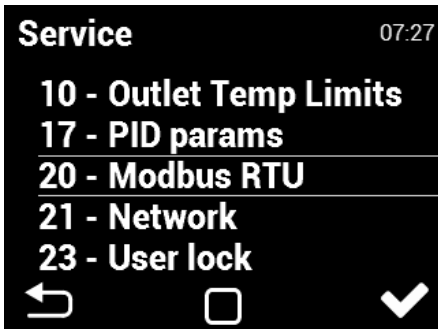 Service 07:27
10 - Outlet Temp Limits
17 - PID params
20 - Modbus RTU
21 - Network
23 - User lock